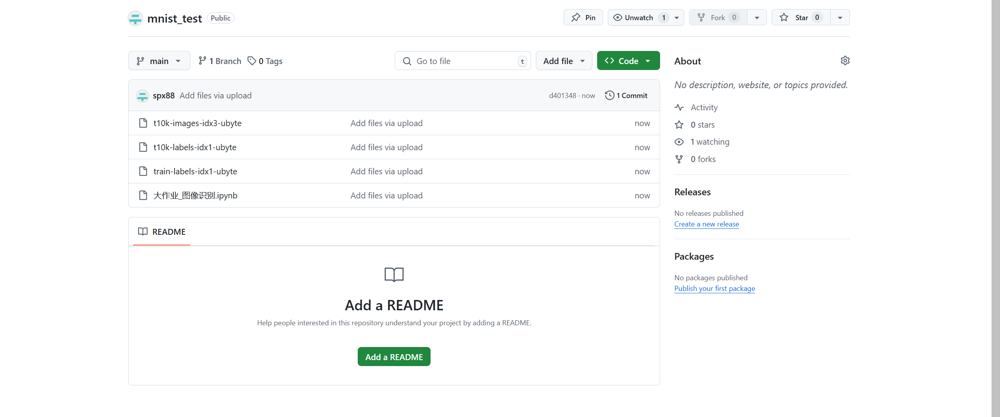 mnist_test Public Pin Unwatch 1 Fork 0 Star 0
main 1 Branch 0 Tags Go to file t Add file Code
spx88 Add files via upload d401348 · now 1 Commit
t10k-images-idx3-ubyte Add files via upload now
t10k-labels-idx1-ubyte Add files via upload now
train-labels-idx1-ubyte Add files via upload now
大作业_图像识别.ipynb Add files via upload now
README
Add a README
Help people interested in this repository understand your project by adding a README.
Add a README
About
No description, website, or topics provided.
Activity
0 stars
1 watching
0 forks
Releases
No releases published
Create a new release
Packages
No packages published
Publish your first package